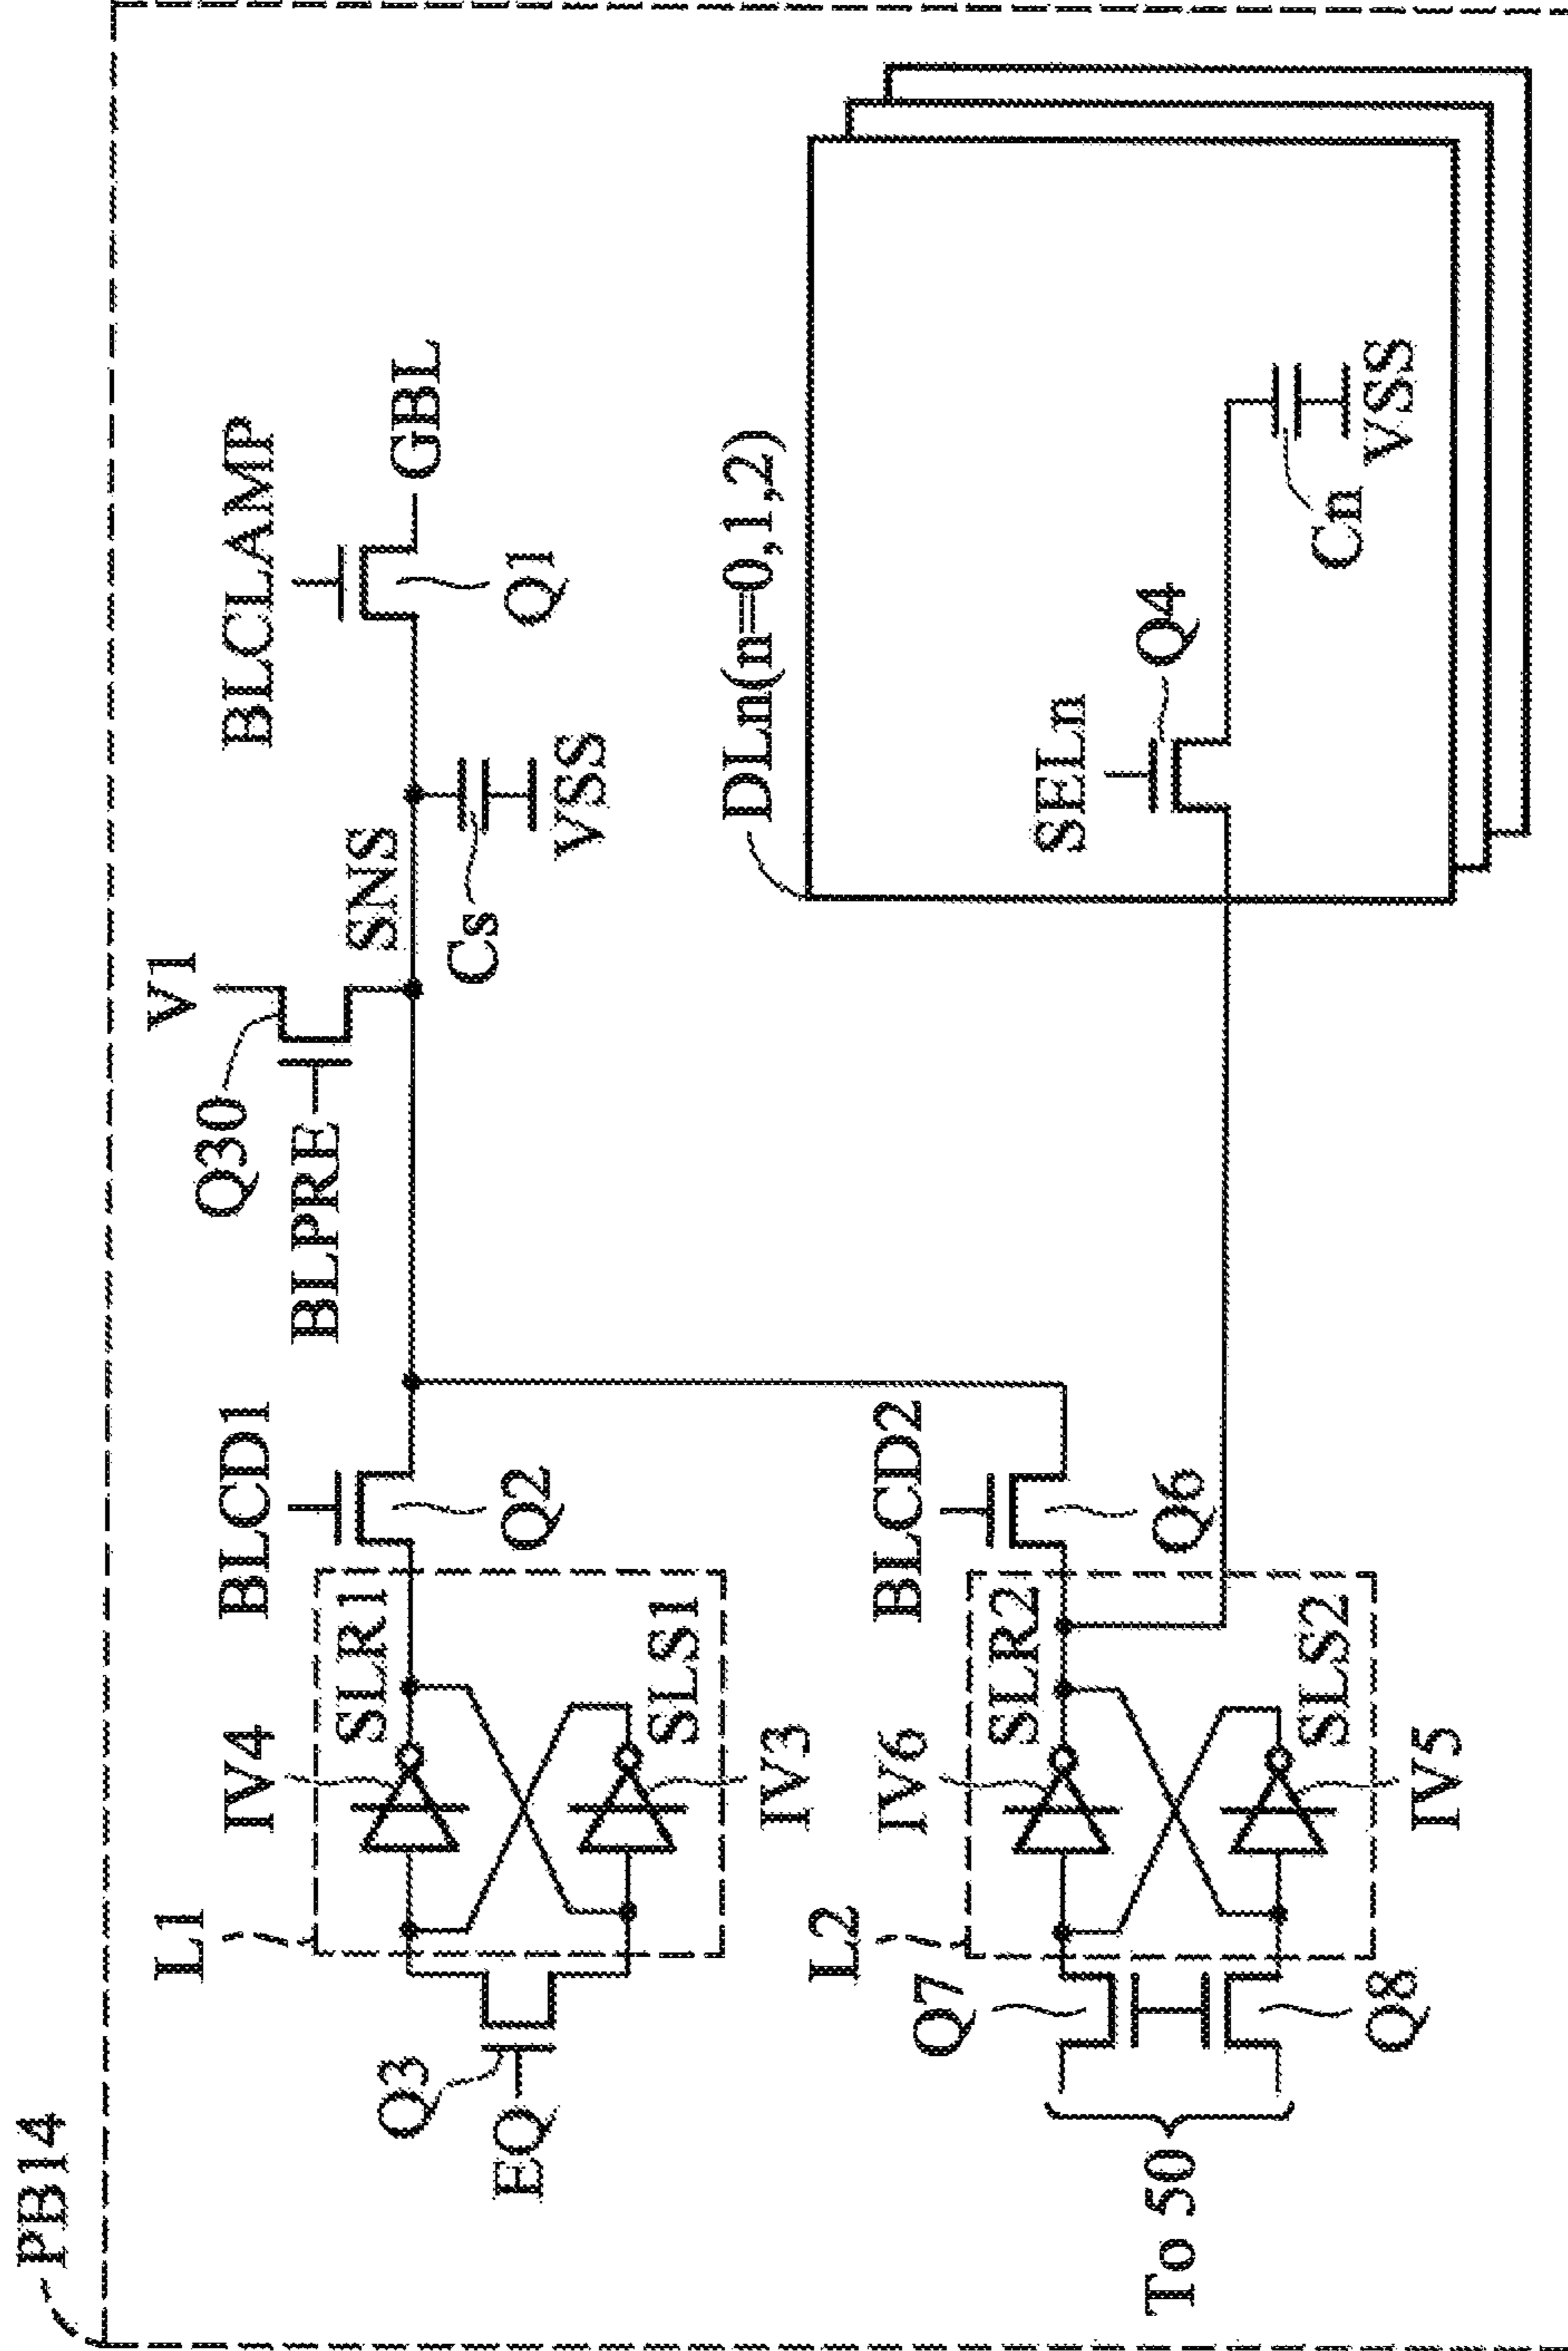 PB14
V1
Q30
BLPRE
SNS
BLCLAMP
GBL
Q1
Cs
VSS
BLCD1
Q2
L1
IV4
SLR1
SLS1
IV3
Q3
EQ
BLCD2
Q6
L2
IV6
SLR2
SLS2
IV5
Q7
Q8
To 50
DLn(n=0,1,2)
SELn
Q4
Cn
VSS